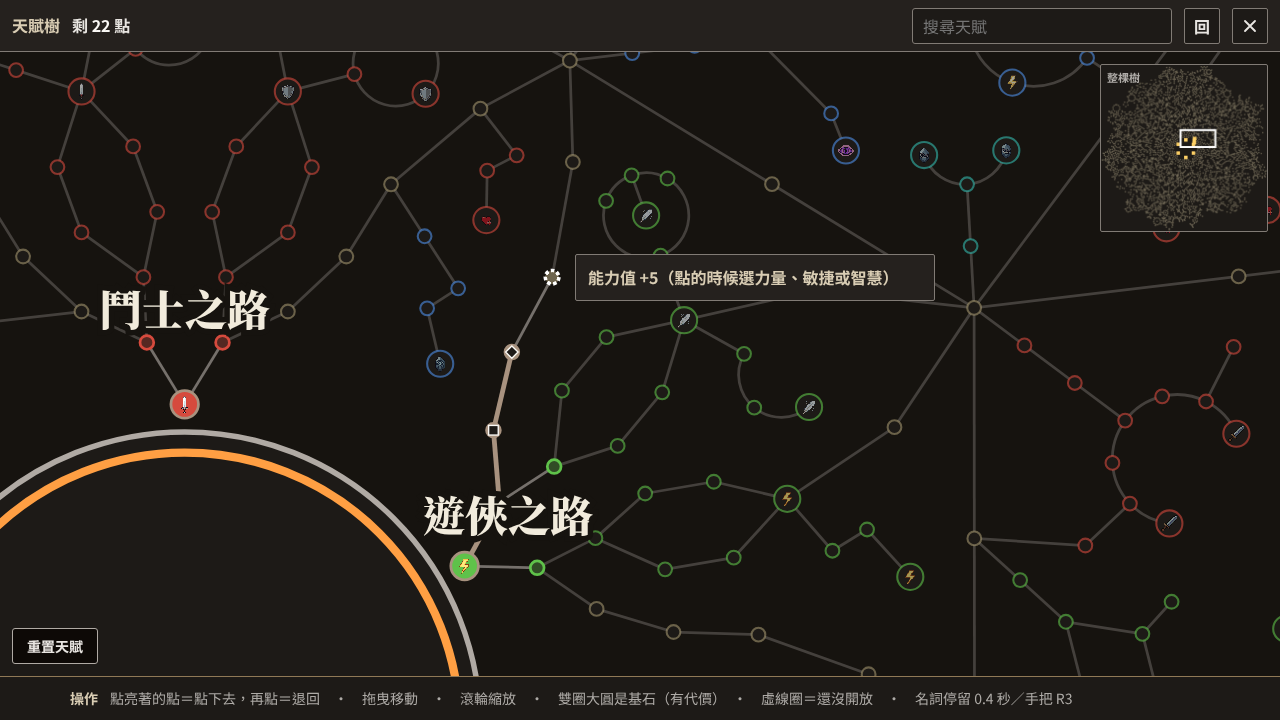 天賦樹 剩 22 點
搜尋天賦
回 ✕
整棵樹
能力值 +5（點的時候選力量、敏捷或智慧）
鬥士之路
遊俠之路
重置天賦
操作 點亮著的點＝點下去，再點＝退回 • 拖曳移動 • 滾輪縮放 • 雙圈大圓是基石（有代價） • 虛線圈＝還沒開放 • 名詞停留 0.4 秒／手把 R3